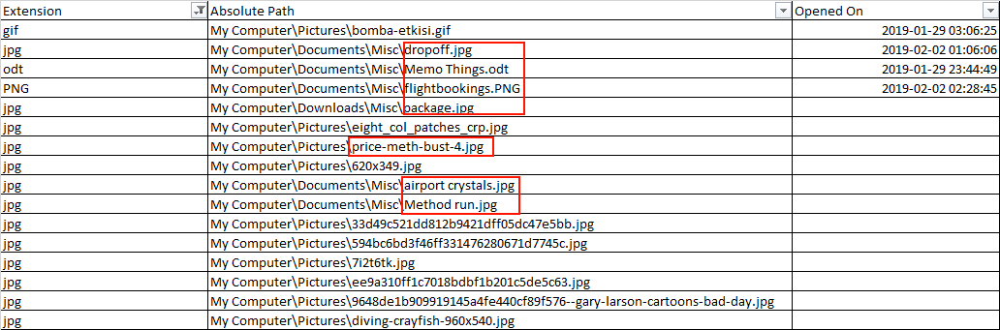 Extension Absolute Path Opened On
gif My Computer\Pictures\bomba-etkisi.gif 2019-01-29 03:06:25
jpg My Computer\Documents\Misc\dropoff.jpg 2019-02-02 01:06:06
odt My Computer\Documents\Misc\Memo Things.odt 2019-01-29 23:44:49
PNG My Computer\Documents\Misc\flightbookings.PNG 2019-02-02 02:28:45
jpg My Computer\Downloads\Misc\package.jpg
jpg My Computer\Pictures\eight_col_patches_crp.jpg
jpg My Computer\Pictures\price-meth-bust-4.jpg
jpg My Computer\Pictures\620x349.jpg
jpg My Computer\Documents\Misc\airport crystals.jpg
jpg My Computer\Documents\Misc\Method run.jpg
jpg My Computer\Pictures\33d49c521dd812b9421dff05dc47e5bb.jpg
jpg My Computer\Pictures\594bc6bd3f46ff331476280671d7745c.jpg
jpg My Computer\Pictures\7i2t6tk.jpg
jpg My Computer\Pictures\ee9a310ff1c7018bdbf1b201c5de5c63.jpg
jpg My Computer\Pictures\9648de1b909919145a4fe440cf89f576--gary-larson-cartoons-bad-day.jpg
jpg My Computer\Pictures\diving-crayfish-960x540.jpg